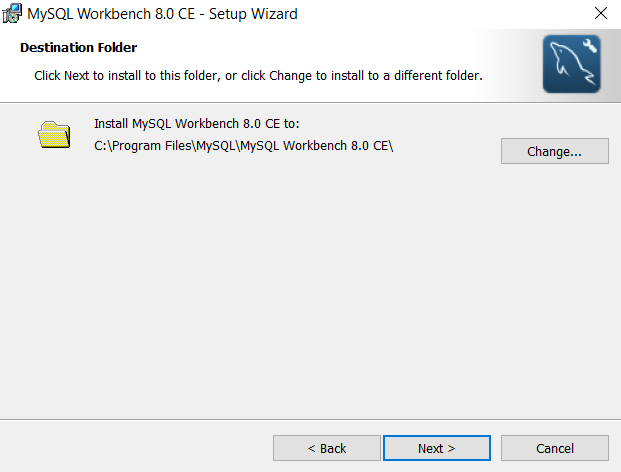 MySQL Workbench 8.0 CE - Setup Wizard
Destination Folder
Click Next to install to this folder, or click Change to install to a different folder.
Install MySQL Workbench 8.0 CE to:
C:\Program Files\MySQL\MySQL Workbench 8.0 CE\
Change...
< Back
Next >
Cancel